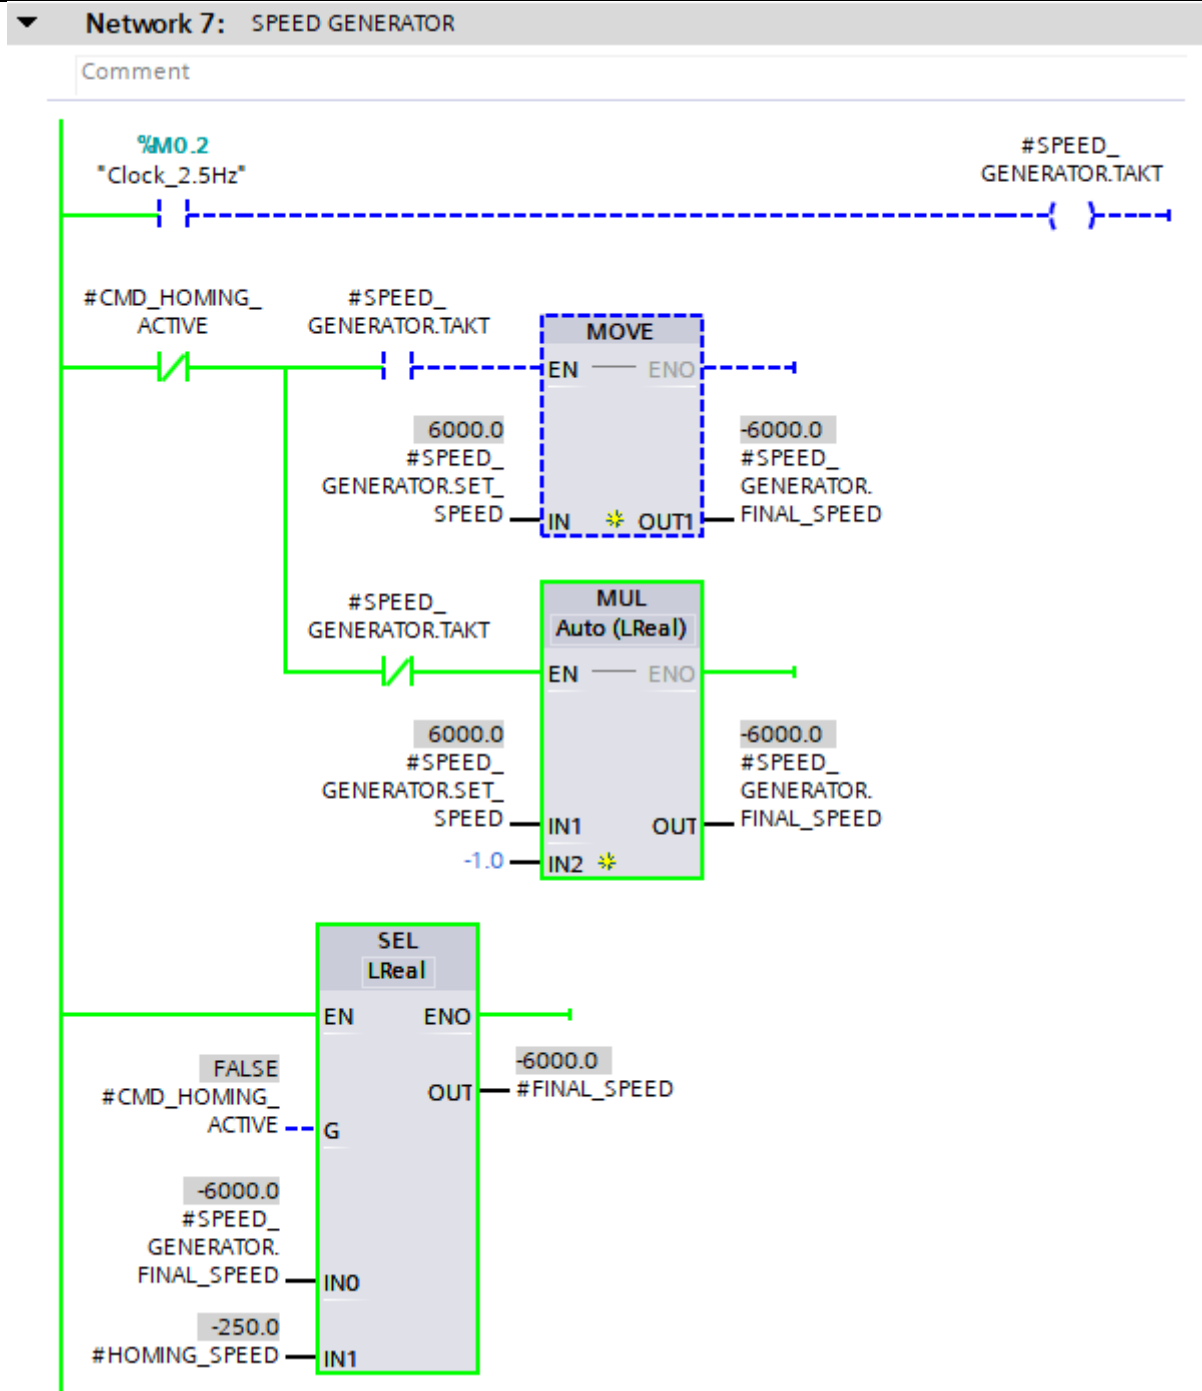 Network 7: SPEED GENERATOR
Comment
%M0.2
"Clock_2.5Hz"
#SPEED_
GENERATOR.TAKT
#CMD_HOMING_
ACTIVE
#SPEED_
GENERATOR.TAKT
MOVE
EN ENO
6000.0
#SPEED_
GENERATOR.SET_
SPEED
IN OUT1
-6000.0
#SPEED_
GENERATOR.
FINAL_SPEED
#SPEED_
GENERATOR.TAKT
MUL
Auto (LReal)
EN ENO
6000.0
#SPEED_
GENERATOR.SET_
SPEED
IN1 OUT
-6000.0
#SPEED_
GENERATOR.
FINAL_SPEED
-1.0 IN2
SEL
LReal
EN ENO
FALSE
#CMD_HOMING_
ACTIVE
G
OUT
-6000.0
#FINAL_SPEED
-6000.0
#SPEED_
GENERATOR.
FINAL_SPEED
IN0
-250.0
#HOMING_SPEED
IN1